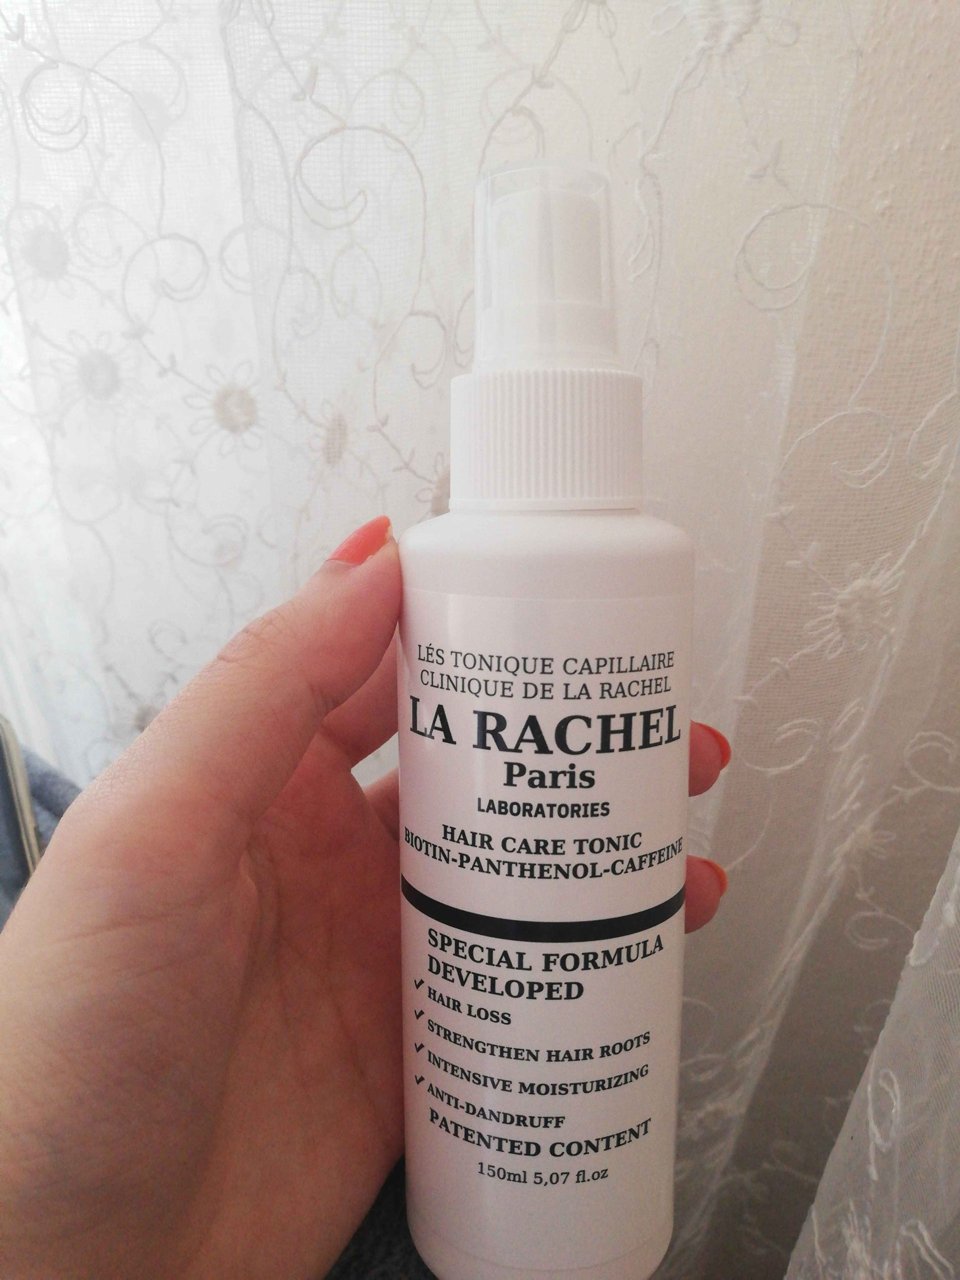 LÉS TONIQUE CAPILLAIRE
CLINIQUE DE LA RACHEL
LA RACHEL
Paris
LABORATORIES
HAIR CARE TONIC
BIOTIN-PANTHENOL-CAFFEINE
SPECIAL FORMULA
DEVELOPED
✓ HAIR LOSS
✓ STRENGTHEN HAIR ROOTS
✓ INTENSIVE MOISTURIZING
✓ ANTI-DANDRUFF
PATENTED CONTENT
150ml 5,07 fl.oz